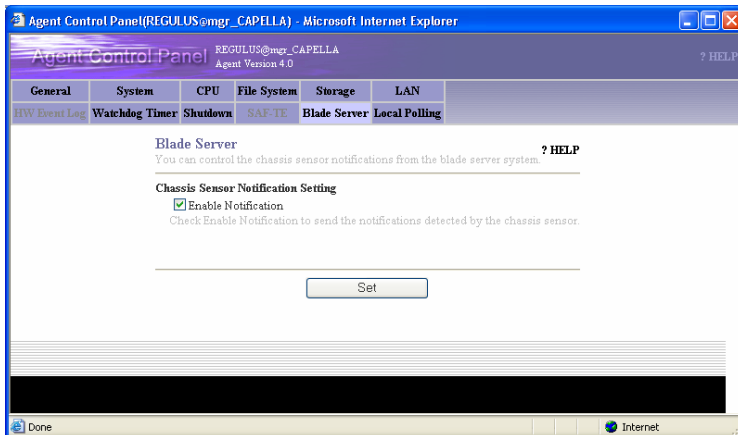 Agent Control Panel(REGULUS@mgr_CAPELLA) - Microsoft Internet Explorer
Agent Control Panel
REGULUS@mgr_CAPELLA
Agent Version 4.0
? HELP
General System CPU File System Storage LAN
HW Event Log Watchdog Timer Shutdown SAF-TE Blade Server Local Polling
Blade Server
? HELP
You can control the chassis sensor notifications from the blade server system.
Chassis Sensor Notification Setting
Enable Notification
Check Enable Notification to send the notifications detected by the chassis sensor.
Set
Done
Internet